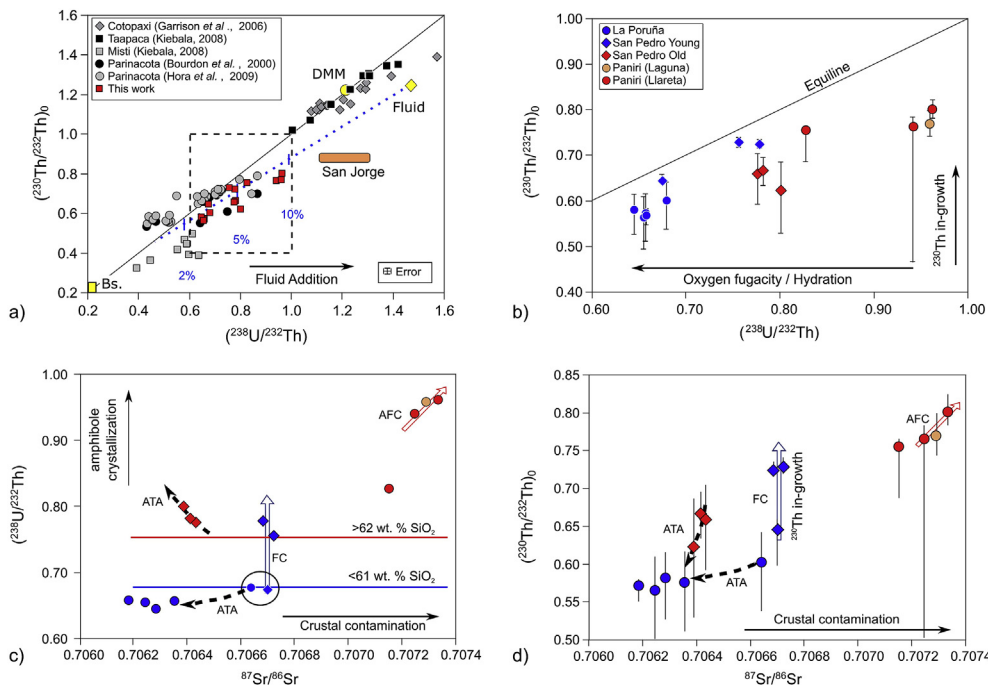 Cotopaxi (Garrison et al., 2006)
Taapaca (Kiebala, 2008)
Misti (Kiebala, 2008)
Parinacota (Bourdon et al., 2000)
Parinacota (Hora et al., 2009)
This work
DMM
Fluid
San Jorge
10%
5%
2%
Bs.
Fluid Addition
Error
1.6
1.4
1.2
1.0
0.8
0.6
0.4
0.2
0.2 0.4 0.6 0.8 1.0 1.2 1.4 1.6
(²³⁰Th/²³²Th)₀
(²³⁸U/²³²Th)
a)
La Poruña
San Pedro Young
San Pedro Old
Paniri (Laguna)
Paniri (Llareta)
Equiline
²³⁰Th in-growth
Oxygen fugacity / Hydration
1.00
0.90
0.80
0.70
0.60
0.50
0.40
0.60 0.70 0.80 0.90 1.00
(²³⁰Th/²³²Th)₀
(²³⁸U/²³²Th)
b)
amphibole
crystallization
AFC
ATA
>62 wt. % SiO₂
FC
<61 wt. % SiO₂
ATA
Crustal contamination
1.00
0.90
0.80
0.70
0.60
0.7060 0.7062 0.7064 0.7066 0.7068 0.7070 0.7072 0.7074
(²³⁸U/²³²Th)
⁸⁷Sr/⁸⁶Sr
c)
AFC
FC
²³⁰Th in-growth
ATA
ATA
Crustal contamination
0.85
0.80
0.75
0.70
0.65
0.60
0.55
0.50
0.7060 0.7062 0.7064 0.7066 0.7068 0.7070 0.7072 0.7074
(²³⁰Th/²³²Th)₀
⁸⁷Sr/⁸⁶Sr
d)